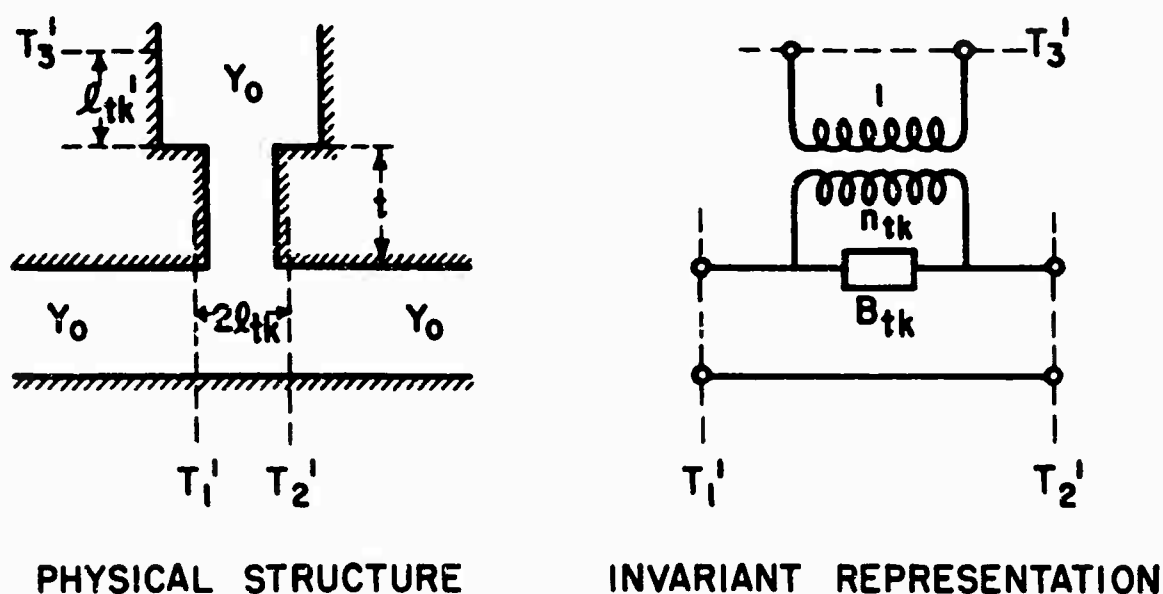 T₃'
ℓₜₖ'
Y₀
t
Y₀
2ℓₜₖ
Y₀
T₁'
T₂'
PHYSICAL STRUCTURE
T₃'
1
nₜₖ
Bₜₖ
T₁'
T₂'
INVARIANT REPRESENTATION